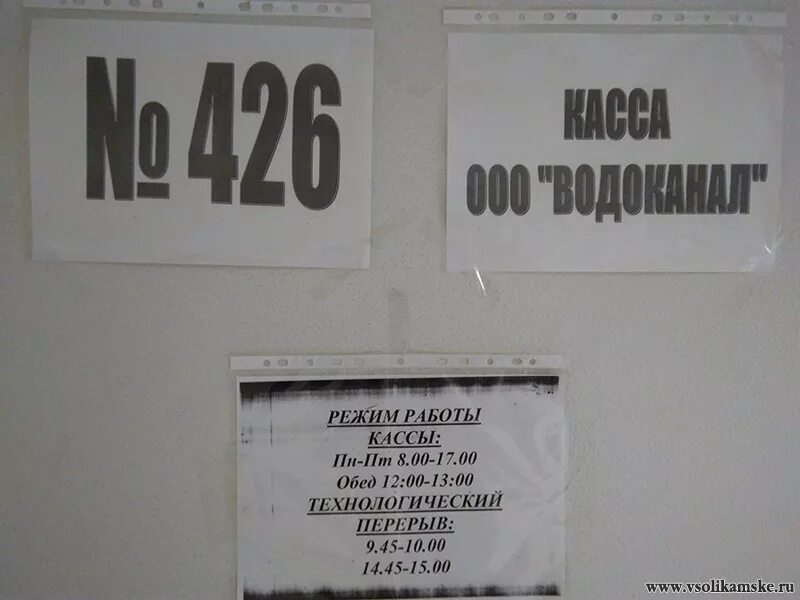 № 426
КАССА
ООО "ВОДОКАНАЛ"
РЕЖИМ РАБОТЫ
КАССЫ:
Пн-Пт 8.00-17.00
Обед 12:00-13:00
ТЕХНОЛОГИЧЕСКИЙ
ПЕРЕРЫВ:
9.45-10.00
14.45-15.00
www.vsolikamske.ru